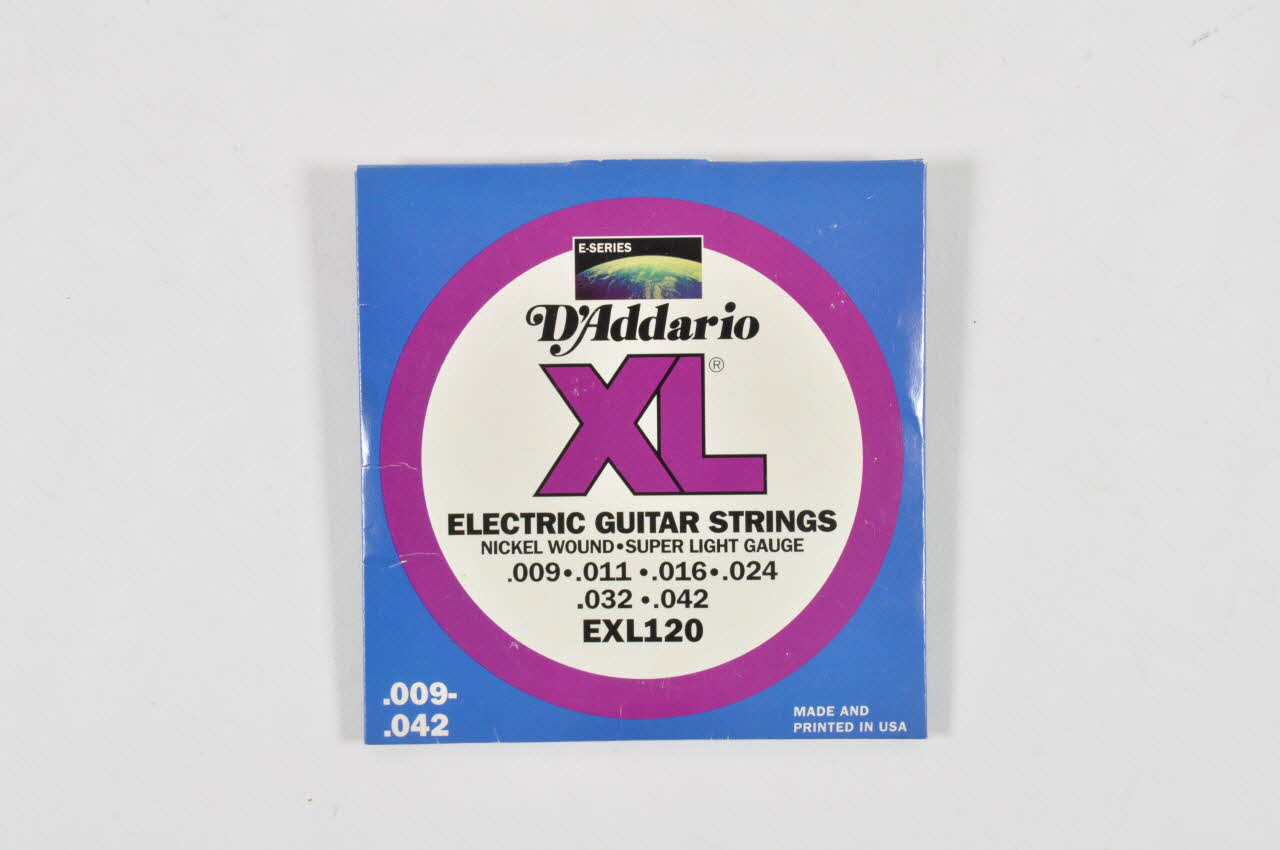 E-SERIES
D'Addario
XL®
ELECTRIC GUITAR STRINGS
NICKEL WOUND•SUPER LIGHT GAUGE
.009•.011 •.016•.024
.032 •.042
EXL120
.009-
.042
MADE AND
PRINTED IN USA